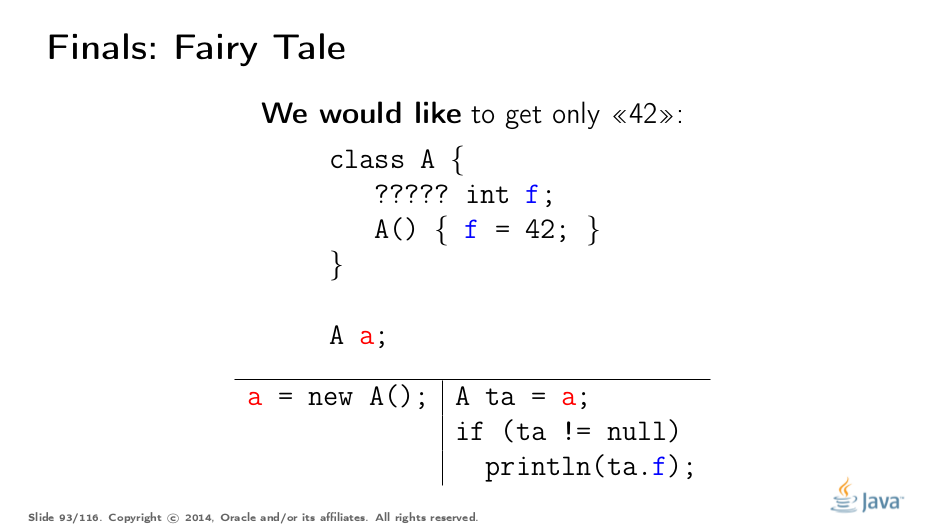 Finals: Fairy Tale
We would like to get only «42»:
class A {
????? int f;
A() { f = 42; }
}
A a;
a = new A();
A ta = a;
if (ta != null)
println(ta.f);
Slide 93/116. Copyright © 2014, Oracle and/or its affiliates. All rights reserved.
Java™